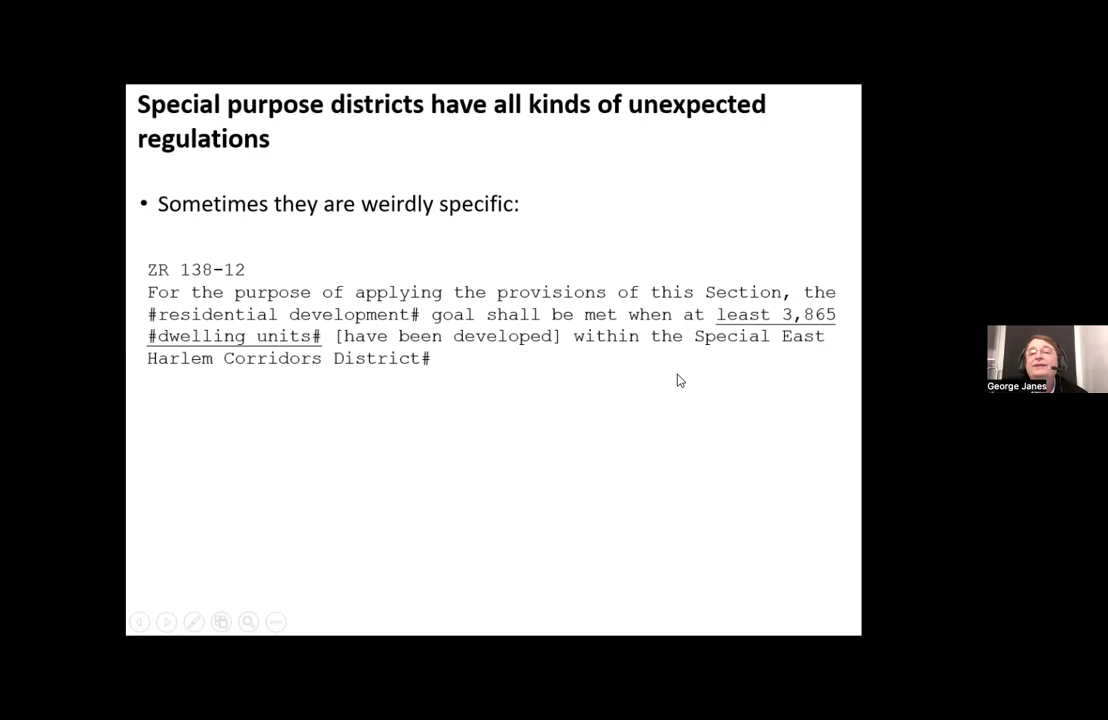 Special purpose districts have all kinds of unexpected
regulations
• Sometimes they are weirdly specific:
ZR 138-12
For the purpose of applying the provisions of this Section, the
#residential development# goal shall be met when at least 3,865
#dwelling units# [have been developed] within the Special East
Harlem Corridors District#
George Janes